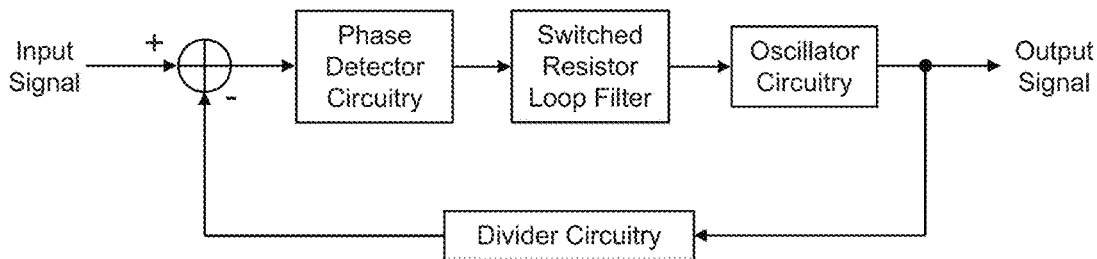 Input
Signal
+
-
Phase
Detector
Circuitry
Switched
Resistor
Loop Filter
Oscillator
Circuitry
Output
Signal
Divider Circuitry